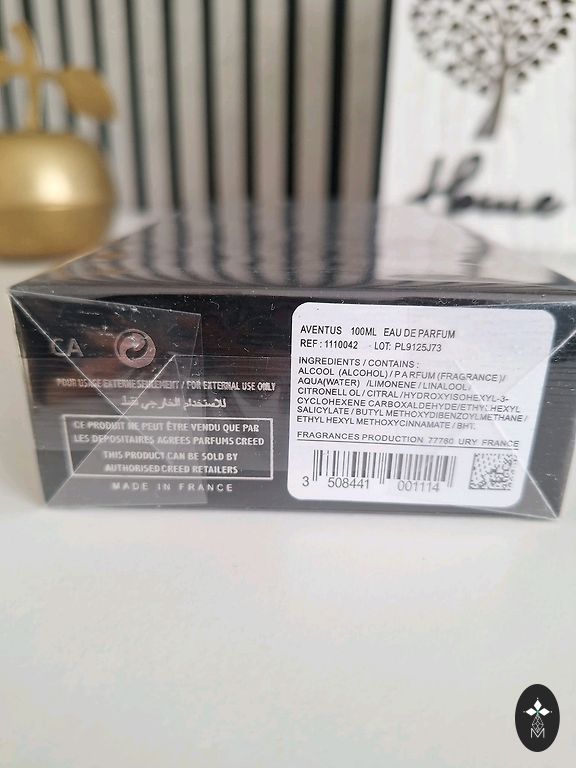 Home
CA
POUR USAGE EXTERNE SEULEMENT / FOR EXTERNAL USE ONLY
للاستخدام الخارجي فقط
CE PRODUIT NE PEUT ÊTRE VENDU QUE PAR
LES DEPOSITAIRES AGREES PARFUMS CREED
THIS PRODUCT CAN BE SOLD BY
AUTHORISED CREED RETAILERS
MADE IN FRANCE
AVENTUS 100ML EAU DE PARFUM
REF : 1110042 - LOT: PL9125J73
INGREDIENTS / CONTAINS :
ALCOOL (ALCOHOL) / PARFUM (FRAGRANCE) /
AQUA(WATER) /LIMONENE / LINALOOL/
CITRONELLOL / CITRAL /HYDROXYISOHEXYL-3-
CYCLOHEXENE CARBOXALDEHYDE/ETHYLHEXYL
SALICYLATE / BUTYL METHOXYDIBENZOYLMETHANE /
ETHYL HEXYL METHOXYCINNAMATE / BHT.
FRAGRANCES PRODUCTION 77760 URY FRANCE
3 508441 001114
M